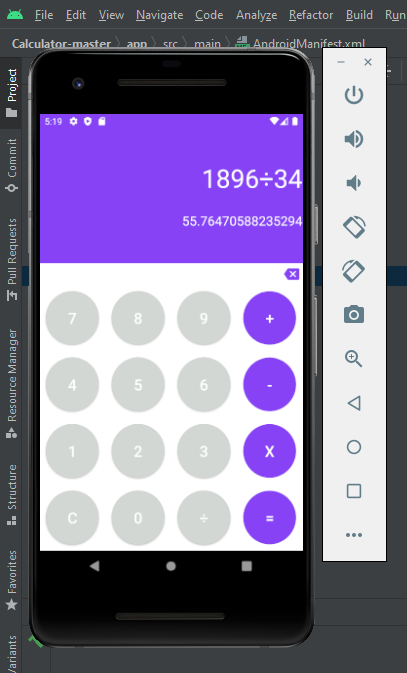 File Edit View Navigate Code Analyze Refactor Build Run
Calculator-master app src main AndroidManifest.xml
Project
Commit
Pull Requests
Resource Manager
Structure
Favorites
5:19
1896÷34
55.76470588235294
7 8 9 +
4 5 6 -
1 2 3 X
C 0 ÷ =